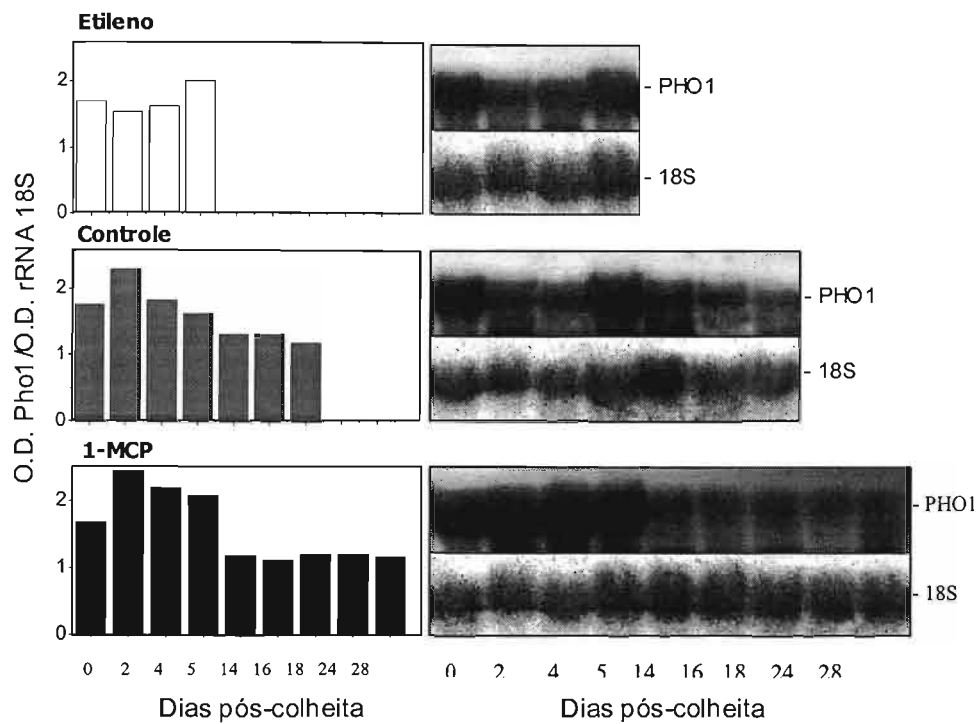 Etileno
2
1
0
- PHO1
- 18S
O.D. Pho1 /O.D. rRNA 18S
Controle
2
1
0
- PHO1
- 18S
1-MCP
2
1
0
- PHO1
- 18S
0 2 4 5 14 16 18 24 28
0 2 4 5 14 16 18 24 28
Dias pós-colheita
Dias pós-colheita